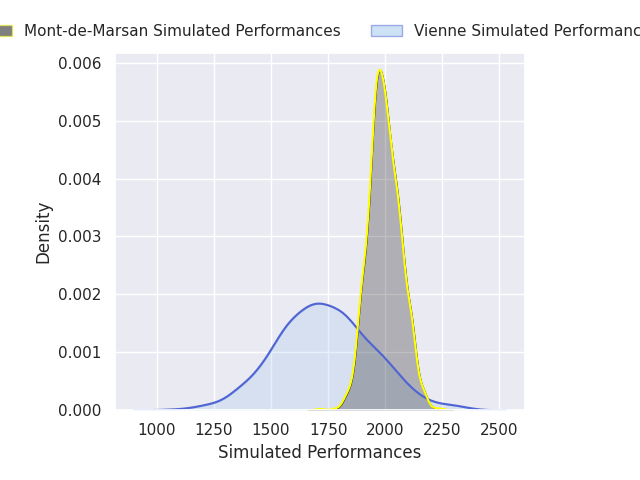 Mont-de-Marsan Simulated Performances
Vienne Simulated
0.006
0.005
0.004
0.003
0.002
0.001
0.000
Density
1000 1250 1500 1750 2000 2250 2500
Simulated Performances